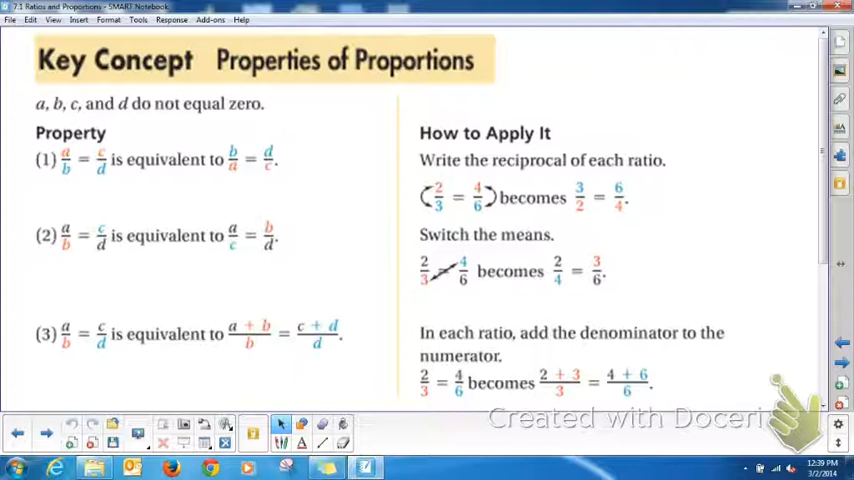 7.1 Ratios and Proportions - SMART Notebook
File Edit View Insert Format Tools Response Add-ons Help
Key Concept Properties of Proportions
a, b, c, and d do not equal zero.
Property
(1) a/b = c/d is equivalent to b/a = d/c.
(2) a/b = c/d is equivalent to a/c = b/d.
(3) a/b = c/d is equivalent to (a + b)/b = (c + d)/d.
How to Apply It
Write the reciprocal of each ratio.
2/3 = 4/6 becomes 3/2 = 6/4.
Switch the means.
2/3 = 4/6 becomes 2/4 = 3/6.
In each ratio, add the denominator to the
numerator.
2/3 = 4/6 becomes (2 + 3)/3 = (4 + 6)/6.
Created with Doceri
12:39 PM
3/2/2014